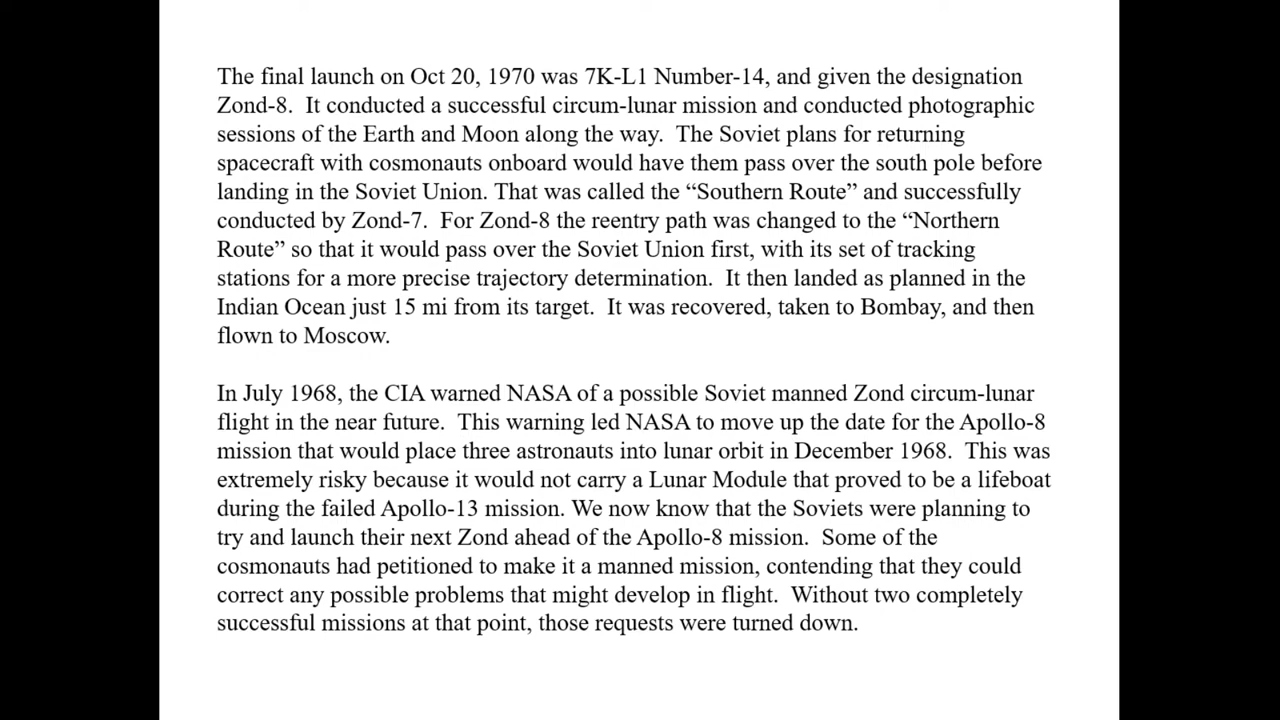 The final launch on Oct 20, 1970 was 7K-L1 Number-14, and given the designation
Zond-8.  It conducted a successful circum-lunar mission and conducted photographic
sessions of the Earth and Moon along the way.  The Soviet plans for returning
spacecraft with cosmonauts onboard would have them pass over the south pole before
landing in the Soviet Union. That was called the “Southern Route” and successfully
conducted by Zond-7.  For Zond-8 the reentry path was changed to the “Northern
Route” so that it would pass over the Soviet Union first, with its set of tracking
stations for a more precise trajectory determination.  It then landed as planned in the
Indian Ocean just 15 mi from its target.  It was recovered, taken to Bombay, and then
flown to Moscow.
In July 1968, the CIA warned NASA of a possible Soviet manned Zond circum-lunar
flight in the near future.  This warning led NASA to move up the date for the Apollo-8
mission that would place three astronauts into lunar orbit in December 1968.  This was
extremely risky because it would not carry a Lunar Module that proved to be a lifeboat
during the failed Apollo-13 mission. We now know that the Soviets were planning to
try and launch their next Zond ahead of the Apollo-8 mission.  Some of the
cosmonauts had petitioned to make it a manned mission, contending that they could
correct any possible problems that might develop in flight.  Without two completely
successful missions at that point, those requests were turned down.